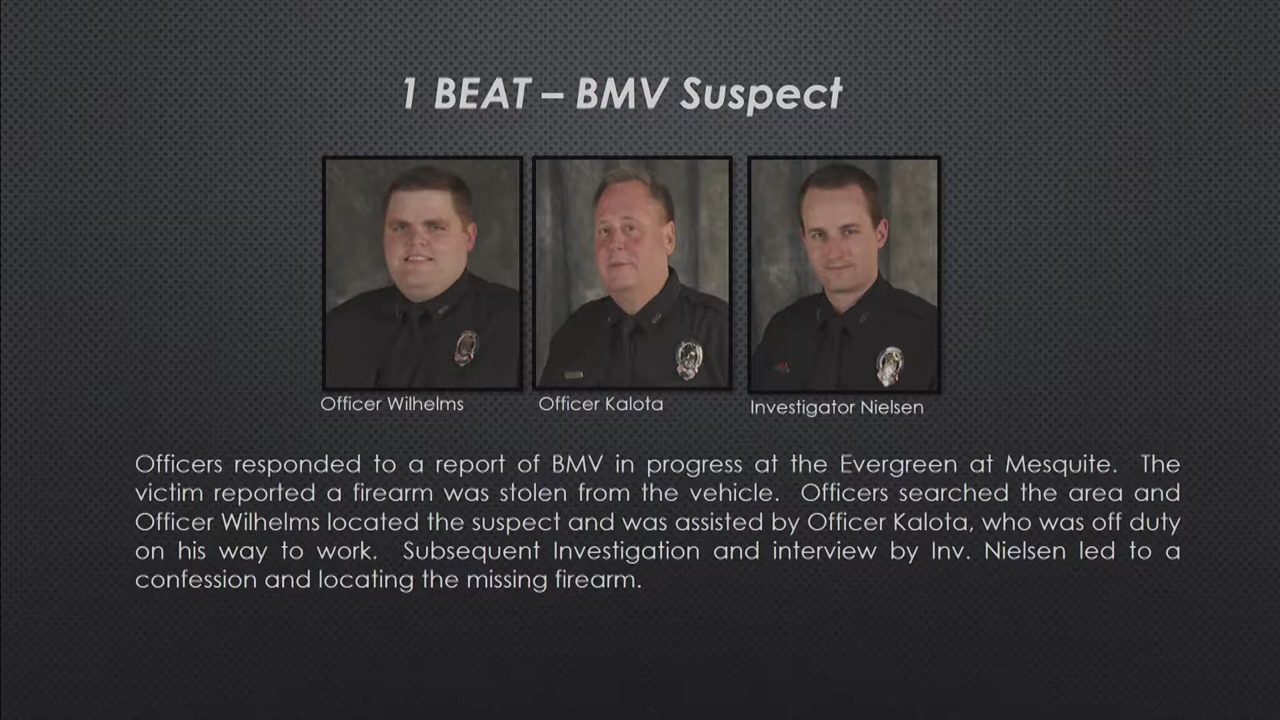 1 BEAT – BMV Suspect
Officer Wilhelms
Officer Kalota
Investigator Nielsen
Officers responded to a report of BMV in progress at the Evergreen at Mesquite. The
victim reported a firearm was stolen from the vehicle. Officers searched the area and
Officer Wilhelms located the suspect and was assisted by Officer Kalota, who was off duty
on his way to work. Subsequent Investigation and interview by Inv. Nielsen led to a
confession and locating the missing firearm.